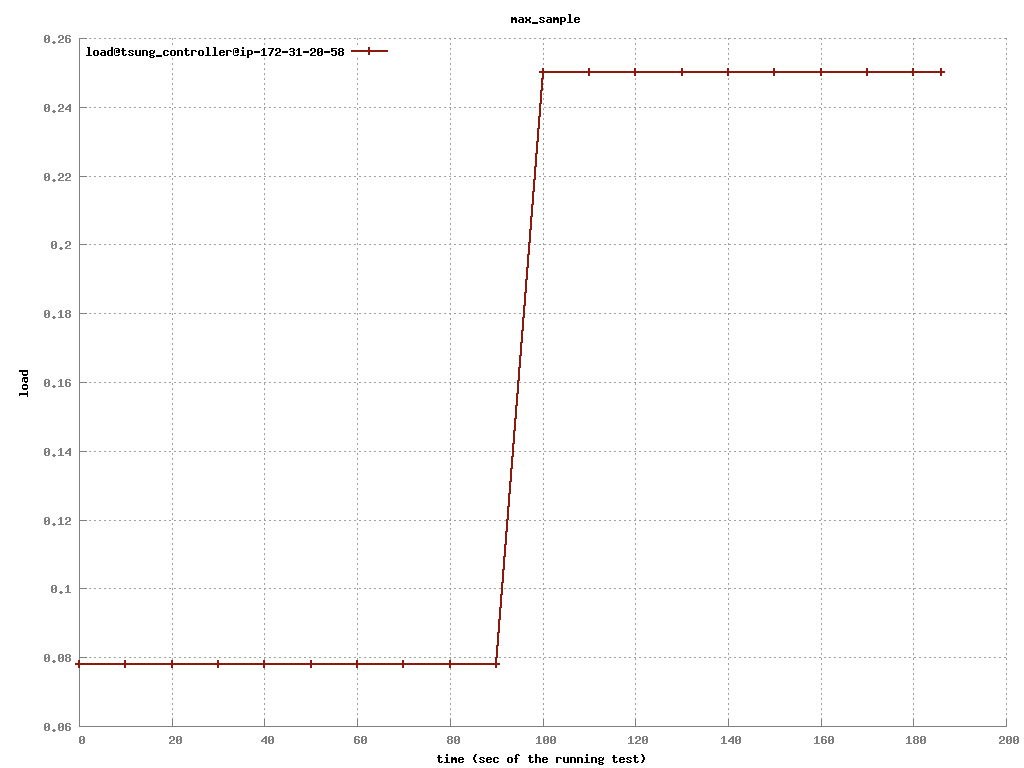 max_sample
0.26
load@tsung_controller@ip-172-31-20-58
0.24
0.22
0.2
0.18
0.16
load
0.14
0.12
0.1
0.08
0.06
0 20 40 60 80 100 120 140 160 180 200
time (sec of the running test)